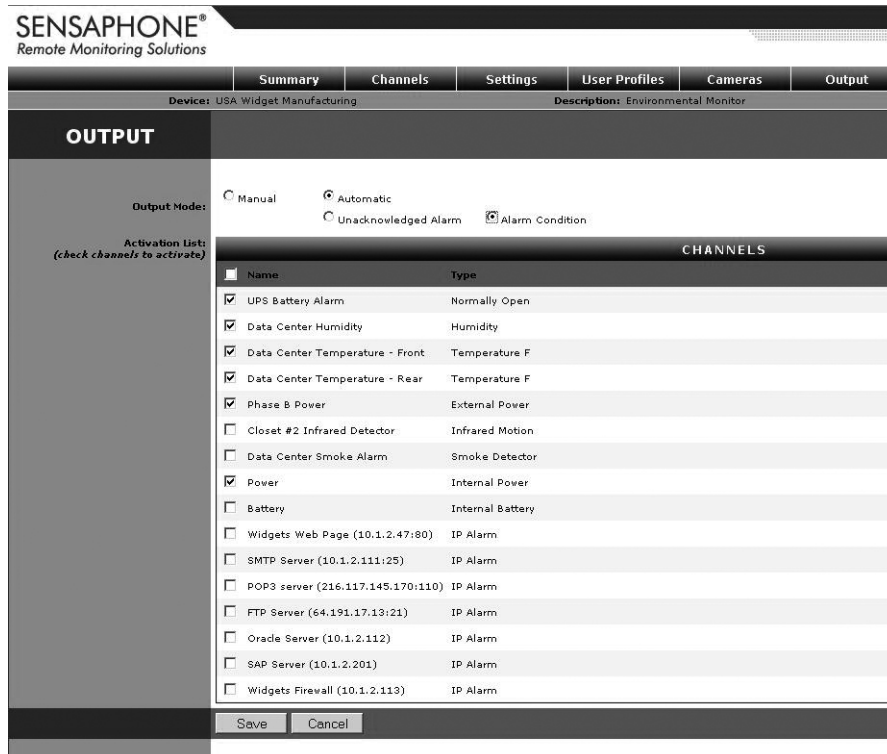 SENSAPHONE®
Remote Monitoring Solutions
Summary Channels Settings User Profiles Cameras Output
Device: USA Widget Manufacturing Description: Environmental Monitor
OUTPUT
Output Mode: Manual Automatic
Unacknowledged Alarm Alarm Condition
Activation List:
(check channels to activate)
CHANNELS
Name Type
UPS Battery Alarm Normally Open
Data Center Humidity Humidity
Data Center Temperature - Front Temperature F
Data Center Temperature - Rear Temperature F
Phase B Power External Power
Closet #2 Infrared Detector Infrared Motion
Data Center Smoke Alarm Smoke Detector
Power Internal Power
Battery Internal Battery
Widgets Web Page (10.1.2.47:80) IP Alarm
SMTP Server (10.1.2.111:25) IP Alarm
POP3 server (216.117.145.170:110) IP Alarm
FTP Server (64.191.17.13:21) IP Alarm
Oracle Server (10.1.2.112) IP Alarm
SAP Server (10.1.2.201) IP Alarm
Widgets Firewall (10.1.2.113) IP Alarm
Save Cancel